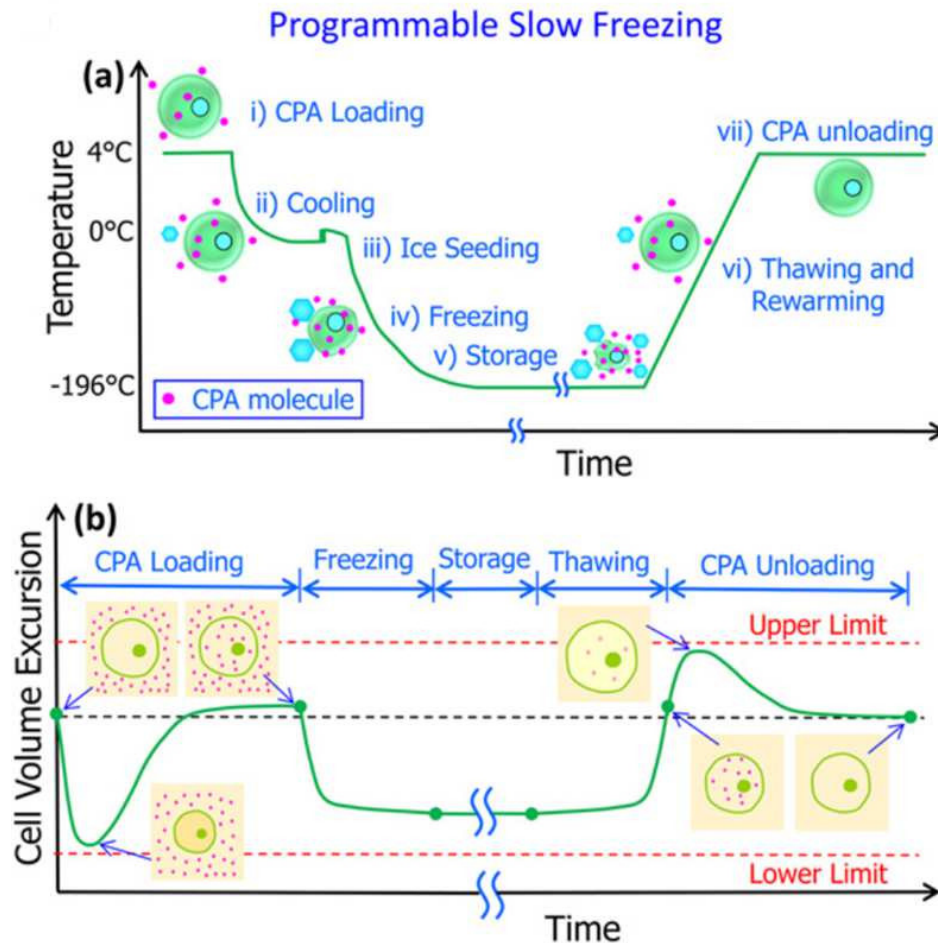 Programmable Slow Freezing
(a)
i) CPA Loading
vii) CPA unloading
4°C
ii) Cooling
0°C
iii) Ice Seeding
vi) Thawing and
Rewarming
iv) Freezing
v) Storage
-196°C
CPA molecule
Temperature
Time
(b)
CPA Loading
Freezing
Storage
Thawing
CPA Unloading
Upper Limit
Cell Volume Excursion
Lower Limit
Time